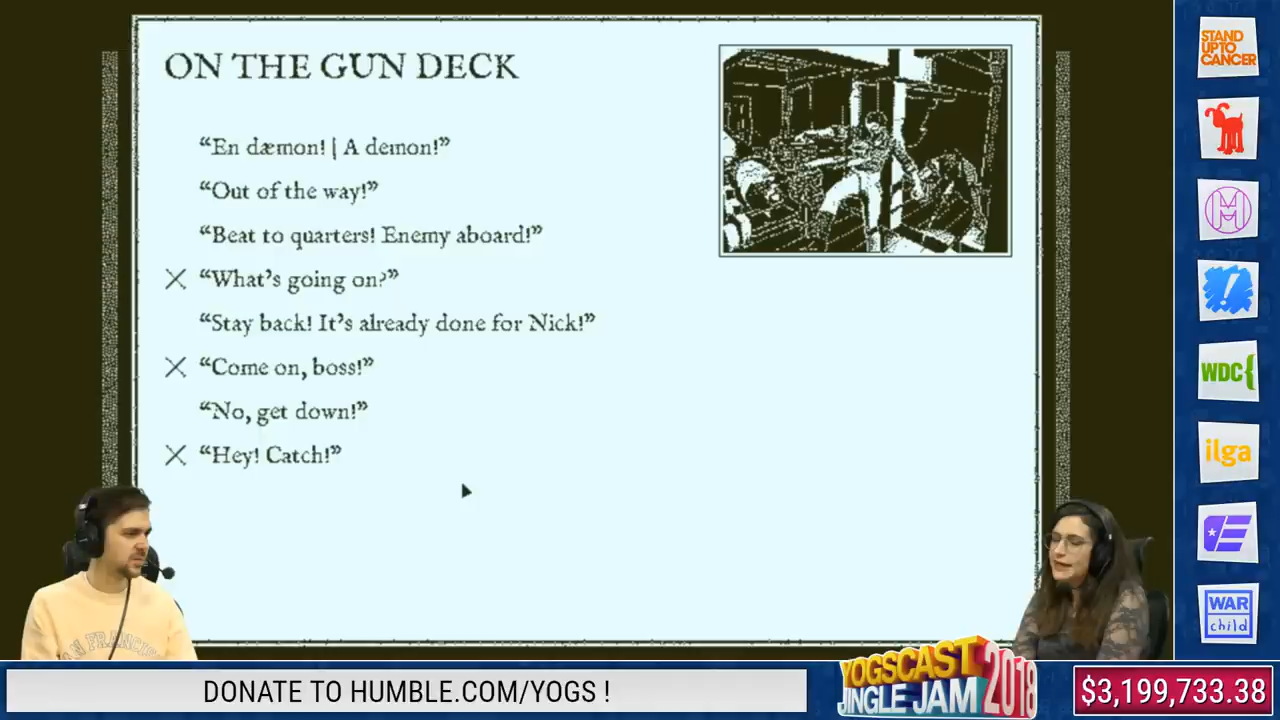 ON THE GUN DECK
“En dæmon! | A demon!”
“Out of the way!”
“Beat to quarters! Enemy aboard!”
“What’s going on?”
“Stay back! It’s already done for Nick!”
“Come on, boss!”
“No, get down!”
“Hey! Catch!”
STAND
UP TO
CANCER
WDC
ilga
E
WAR
child
SAN FRANCISC
YOGSCAST
JINGLE JAM 2018
DONATE TO HUMBLE.COM/YOGS !
$3,199,733.38